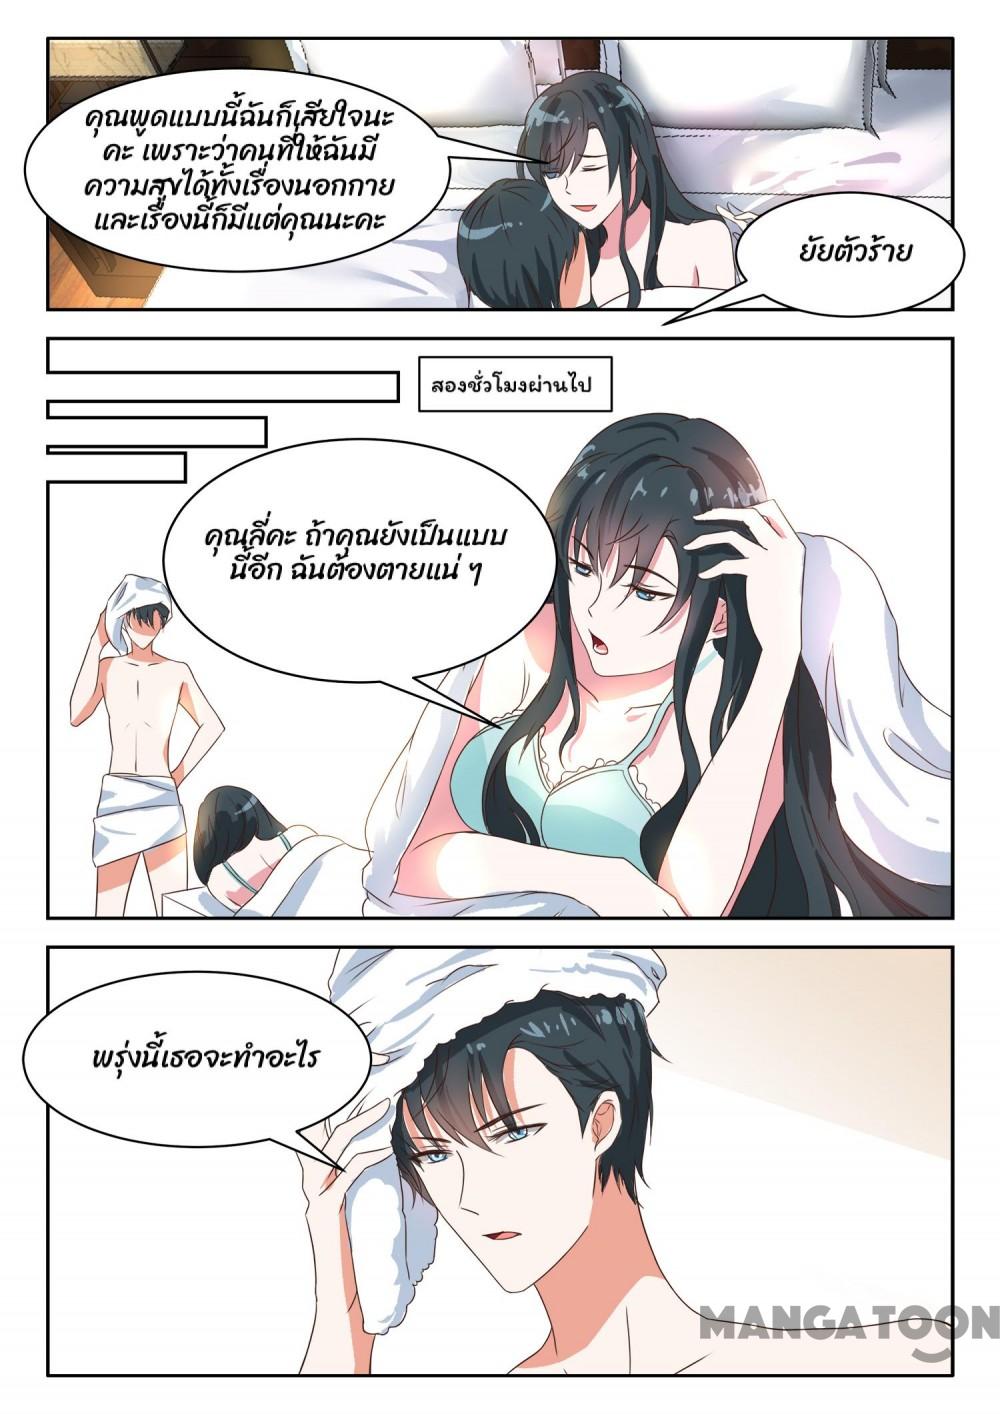 คุณพูดแบบนี้ฉันก็เสียใจนะ
คะ เพราะว่าคนที่ให้ฉันมี
ความสุขได้ทั้งเรื่องนอกกาย
และเรื่องนี้ก็มีแต่คุณนะคะ
ยัยตัวร้าย
สองชั่วโมงผ่านไป
คุณลี่คะ ถ้าคุณยังเป็นแบบ
นี้อีก ฉันต้องตายแน่ ๆ
พรุ่งนี้เธอจะทำอะไร
MANGATOON